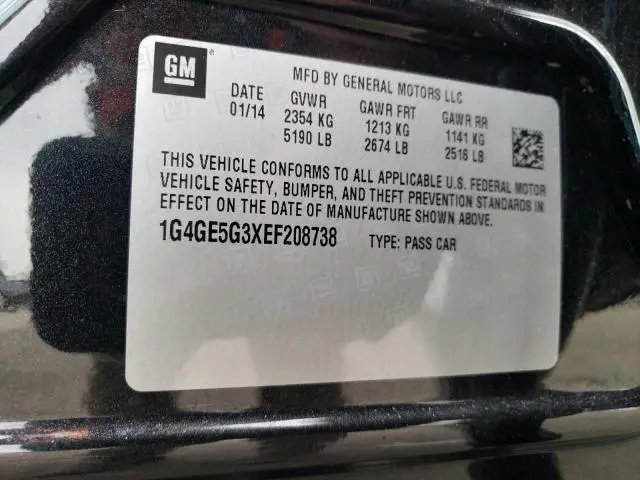 GM
MFD BY GENERAL MOTORS LLC
DATE GVWR GAWR FRT GAWR RR
01/14 2354 KG 1213 KG 1141 KG
5190 LB 2674 LB 2516 LB
THIS VEHICLE CONFORMS TO ALL APPLICABLE U.S. FEDERAL MOTOR
VEHICLE SAFETY, BUMPER, AND THEFT PREVENTION STANDARDS IN
EFFECT ON THE DATE OF MANUFACTURE SHOWN ABOVE.
1G4GE5G3XEF208738 TYPE: PASS CAR